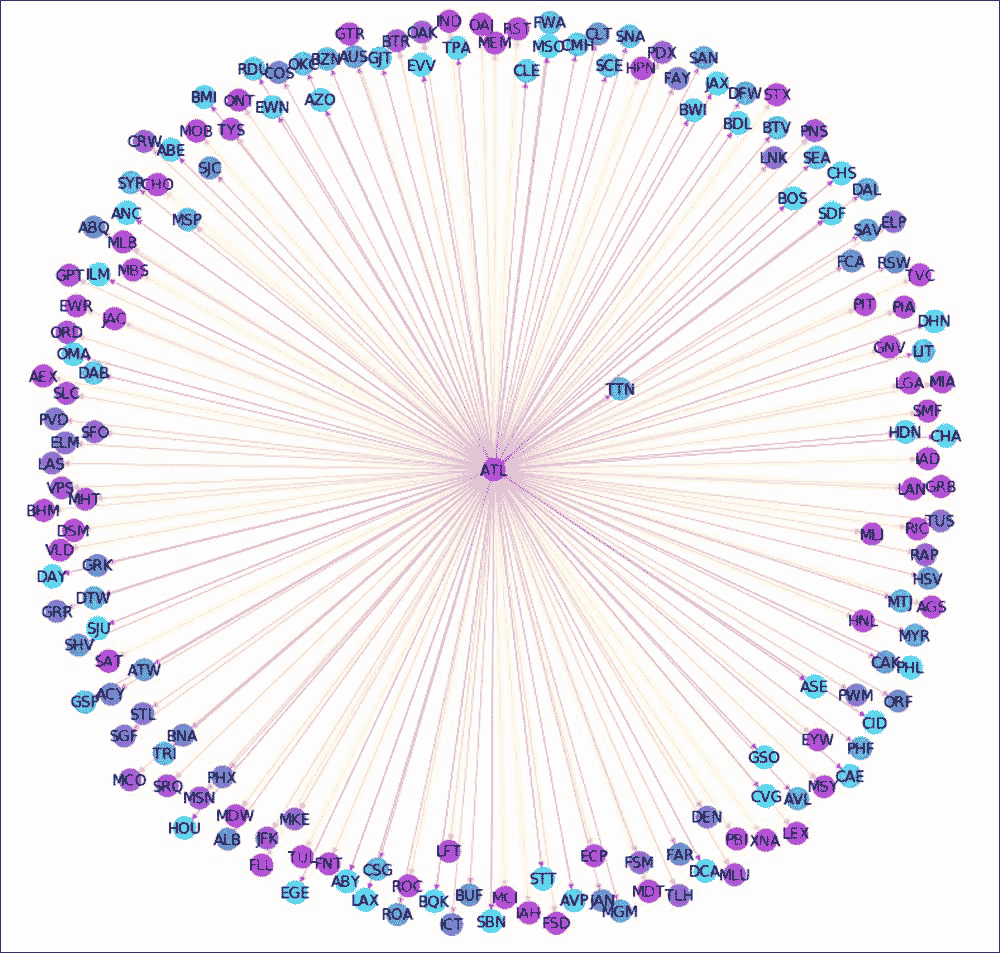 IND
OAJ
RST
FWA
GTR
BTR
OAK
TPA
MEM
MSO
CMH
CLT
SNA
RDU
COS
OKC
BZN
AUS
GJT
EVV
CLE
SCE
HPN
PDX
FAY
SAN
JAX
DFW
STX
BMI
ONT
EWN
AZO
BWI
BDL
BTV
PNS
CRW
ABE
MOB
TYS
SJC
LNK
SEA
CHS
SYR
CHO
DAL
BOS
ABQ
ANC
MLB
MSP
SDF
SAV
ELP
GPT
ILM
MBS
FCA
RSW
TVC
EWR
JAC
PIT
PIA
DHN
ORD
OMA
DAB
GNV
LIT
AEX
SLC
TTN
LGA
MIA
PVD
ELM
SFO
SMF
HDN
CHA
LAS
ATL
IAD
VPS
MHT
LAN
GRB
BHM
DSM
VLD
MLI
RIC
TUS
DAY
GRK
RAP
HSV
GRR
DTW
MTJ
AGS
SHV
SJU
HNL
MYR
SAT
ATW
CAK
PHL
GSP
ACY
ASE
PWM
ORF
STL
CID
SGF
TRI
BNA
EYW
PHF
MCO
SRQ
MSN
PHX
GSO
CVG
AVL
MSY
CAE
HOU
ALB
MDW
JFK
MKE
DEN
PBI
XNA
LEX
FLL
TUL
FNT
LFT
ECP
FSM
FAR
DCA
MLU
EGE
ABY
CSG
LAX
ROC
STT
MDT
TLH
ROA
BQK
BUF
MCI
AVP
JAN
MGM
ICT
SBN
IAH
FSD